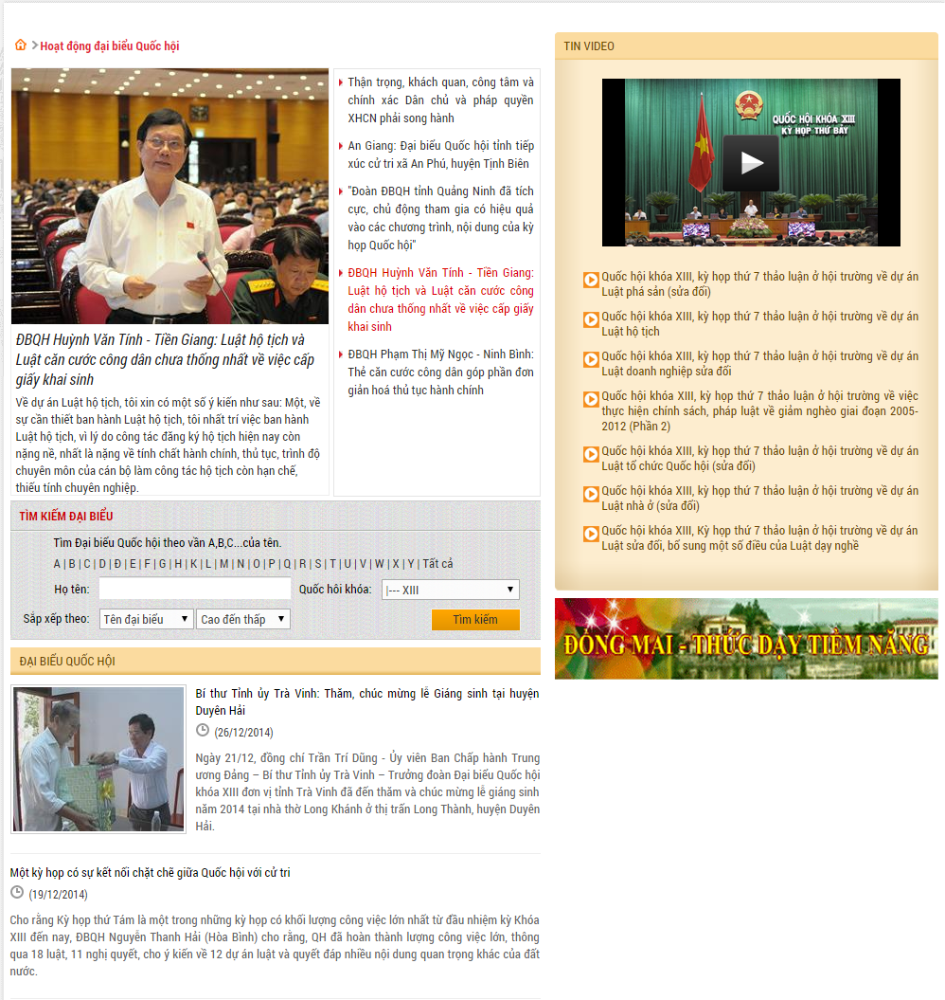 Hoạt động đại biểu Quốc hội
ĐBQH Huỳnh Văn Tính - Tiền Giang: Luật hộ tịch và
Luật căn cước công dân chưa thống nhất về việc cấp
giấy khai sinh
Về dự án Luật hộ tịch, tôi xin có một số ý kiến như sau: Một, về
sự cần thiết ban hành Luật hộ tịch, tôi nhất trí việc ban hành
Luật hộ tịch, vì lý do công tác đăng ký hộ tịch hiện nay còn
nặng nề, nhất là nặng về tính chất hành chính, thủ tục, trình độ
chuyên môn của cán bộ làm công tác hộ tịch còn hạn chế,
thiếu tính chuyên nghiệp.
Thận trọng, khách quan, công tâm và
chính xác Dân chủ và pháp quyền
XHCN phải song hành
An Giang: Đại biểu Quốc hội tỉnh tiếp
xúc cử tri xã An Phú, huyện Tịnh Biên
"Đoàn ĐBQH tỉnh Quảng Ninh đã tích
cực, chủ động tham gia có hiệu quả
vào các chương trình, nội dung của kỳ
họp Quốc hội"
ĐBQH Huỳnh Văn Tính - Tiền Giang:
Luật hộ tịch và Luật căn cước công
dân chưa thống nhất về việc cấp giấy
khai sinh
ĐBQH Phạm Thị Mỹ Ngọc - Ninh Bình:
Thẻ căn cước công dân góp phần đơn
giản hoá thủ tục hành chính
TÌM KIẾM ĐẠI BIỂU
Tìm Đại biểu Quốc hội theo vần A,B,C...của tên.
A | B | C | D | Đ | E | F | G | H | K | L | M | N | O | P | Q | R | S | T | U | V | W | X | Y | Tất cả
Họ tên: Quốc hôi khóa: |--- XIII
Sắp xếp theo: Tên đại biểu Cao đến thấp Tìm kiếm
ĐẠI BIỂU QUỐC HỘI
Bí thư Tỉnh ủy Trà Vinh: Thăm, chúc mừng lễ Giáng sinh tại huyện
Duyên Hải
(26/12/2014)
Ngày 21/12, đồng chí Trần Trí Dũng - Ủy viên Ban Chấp hành Trung
ương Đảng – Bí thư Tỉnh ủy Trà Vinh – Trưởng đoàn Đại biểu Quốc hội
khóa XIII đơn vị tỉnh Trà Vinh đã đến thăm và chúc mừng lễ giáng sinh
năm 2014 tại nhà thờ Long Khánh ở thị trấn Long Thành, huyện Duyên
Hải.
Một kỳ họp có sự kết nối chặt chẽ giữa Quốc hội với cử tri
(19/12/2014)
Cho rằng Kỳ họp thứ Tám là một trong những kỳ họp có khối lượng công việc lớn nhất từ đầu nhiệm kỳ Khóa
XIII đến nay, ĐBQH Nguyễn Thanh Hải (Hòa Bình) cho rằng, QH đã hoàn thành lượng công việc lớn, thông
qua 18 luật, 11 nghị quyết, cho ý kiến về 12 dự án luật và quyết đáp nhiều nội dung quan trọng khác của đất
nước.
TIN VIDEO
QUỐC HỘI KHÓA XIII
KỲ HỌP THỨ BẢY
Quốc hội khóa XIII, kỳ họp thứ 7 thảo luận ở hội trường về dự án
Luật phá sản (sửa đổi)
Quốc hội khóa XIII, kỳ họp thứ 7 thảo luận ở hội trường về dự án
Luật hộ tịch
Quốc hội khóa XIII, kỳ họp thứ 7 thảo luận ở hội trường về dự án
Luật doanh nghiệp sửa đổi
Quốc hội khóa XIII, kỳ họp thứ 7 thảo luận ở hội trường về việc
thực hiện chính sách, pháp luật về giảm nghèo giai đoạn 2005-
2012 (Phần 2)
Quốc hội khóa XIII, kỳ họp thứ 7 thảo luận ở hội trường về dự án
Luật tổ chức Quốc hội (sửa đổi)
Quốc hội khóa XIII, kỳ họp thứ 7 thảo luận ở hội trường về dự án
Luật nhà ở (sửa đổi)
Quốc hội khóa XIII, Kỳ họp thứ 7 thảo luận ở hội trường về dự án
Luật sửa đổi, bổ sung một số điều của Luật dạy nghề
ĐỒNG MAI - THỨC DẬY TIỀM NĂNG